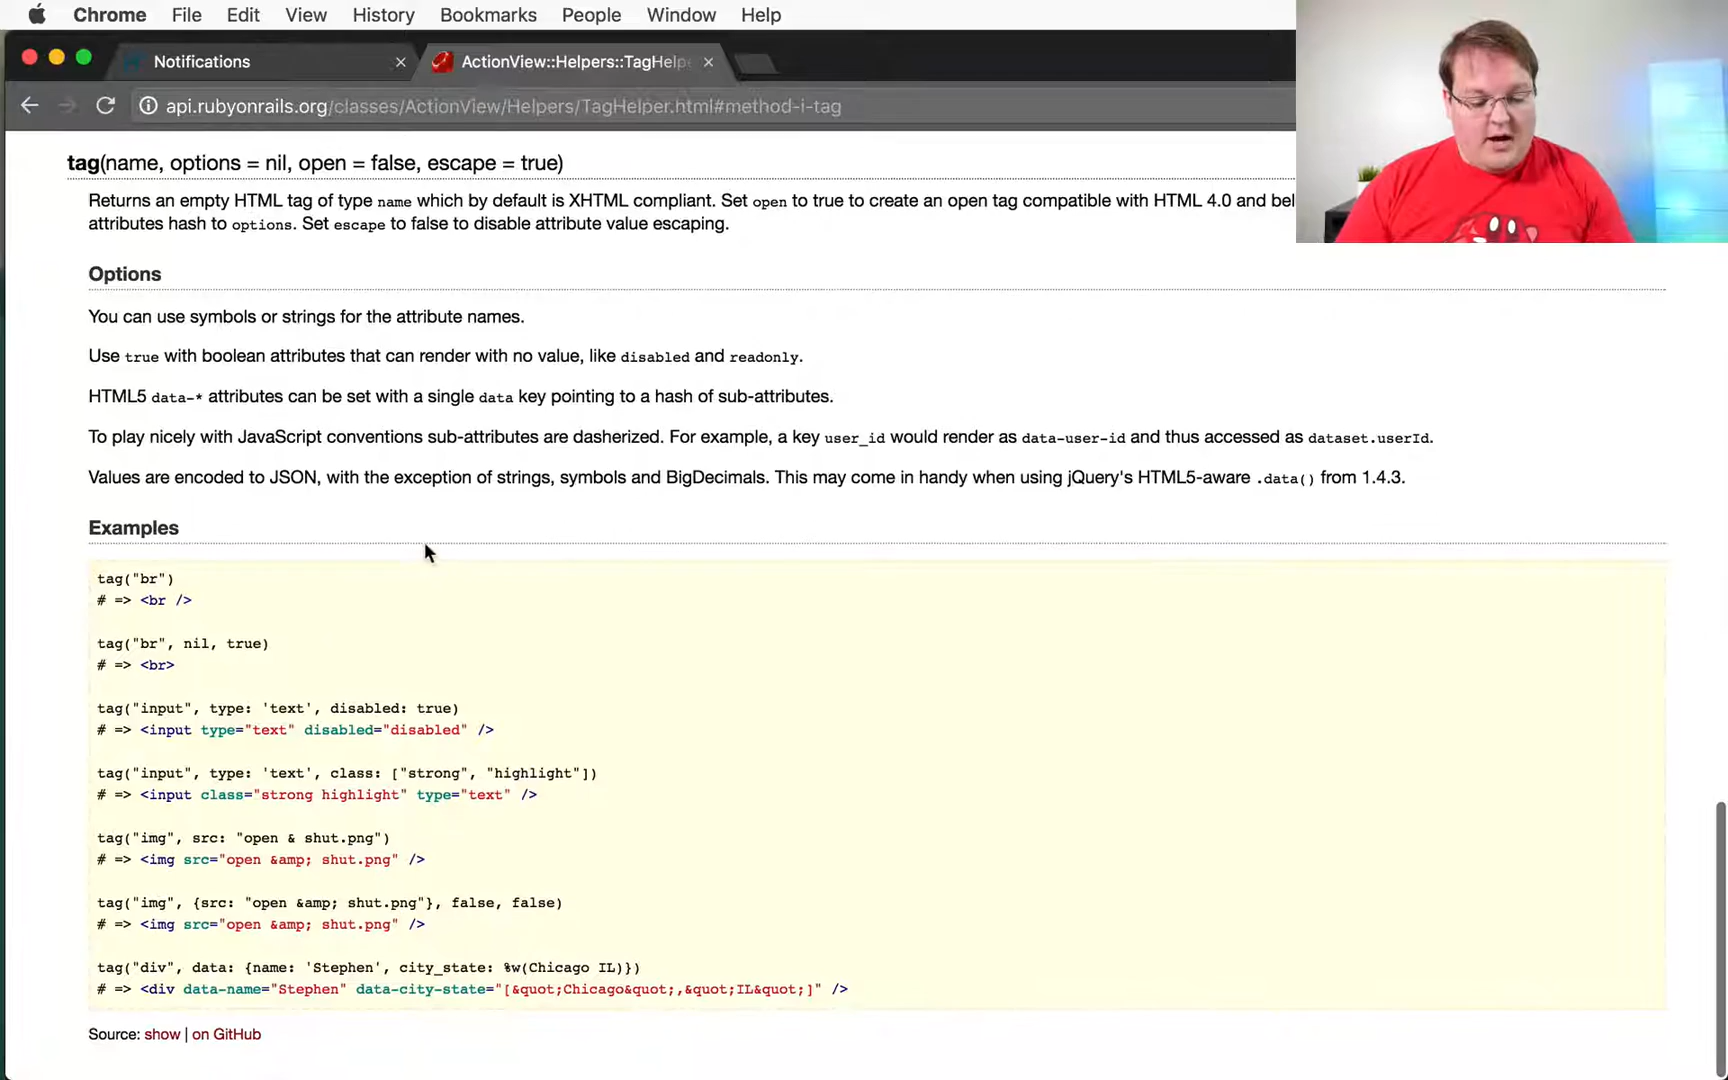 Chrome File Edit View History Bookmarks People Window Help
Notifications
ActionView::Helpers::TagHelp
api.rubyonrails.org/classes/ActionView/Helpers/TagHelper.html#method-i-tag
tag(name, options = nil, open = false, escape = true)
Returns an empty HTML tag of type name which by default is XHTML compliant. Set open to true to create an open tag compatible with HTML 4.0 and bel
attributes hash to options. Set escape to false to disable attribute value escaping.
Options
You can use symbols or strings for the attribute names.
Use true with boolean attributes that can render with no value, like disabled and readonly.
HTML5 data-* attributes can be set with a single data key pointing to a hash of sub-attributes.
To play nicely with JavaScript conventions sub-attributes are dasherized. For example, a key user_id would render as data-user-id and thus accessed as dataset.userId.
Values are encoded to JSON, with the exception of strings, symbols and BigDecimals. This may come in handy when using jQuery's HTML5-aware .data() from 1.4.3.
Examples
tag("br")
# => <br />
tag("br", nil, true)
# => <br>
tag("input", type: 'text', disabled: true)
# => <input type="text" disabled="disabled" />
tag("input", type: 'text', class: ["strong", "highlight"])
# => <input class="strong highlight" type="text" />
tag("img", src: "open & shut.png")
# => <img src="open &amp; shut.png" />
tag("img", {src: "open &amp; shut.png"}, false, false)
# => <img src="open &amp; shut.png" />
tag("div", data: {name: 'Stephen', city_state: %w(Chicago IL)})
# => <div data-name="Stephen" data-city-state="[&quot;Chicago&quot;,&quot;IL&quot;]" />
Source: show | on GitHub